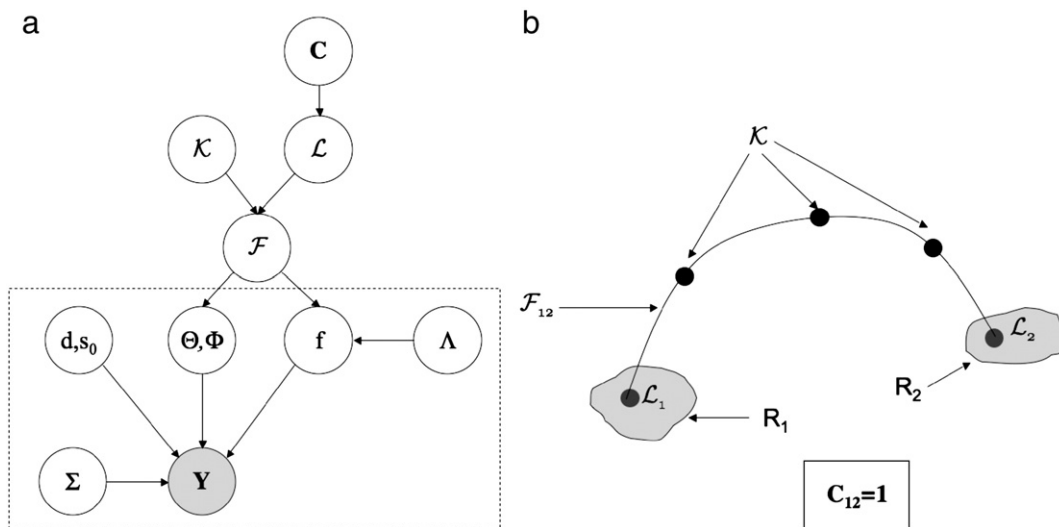 a
C
𝒦
ℒ
ℱ
d,s₀
Θ,Φ
f
Λ
Σ
Y
b
𝒦
ℱ₁₂
ℒ₁
R₁
ℒ₂
R₂
C₁₂=1